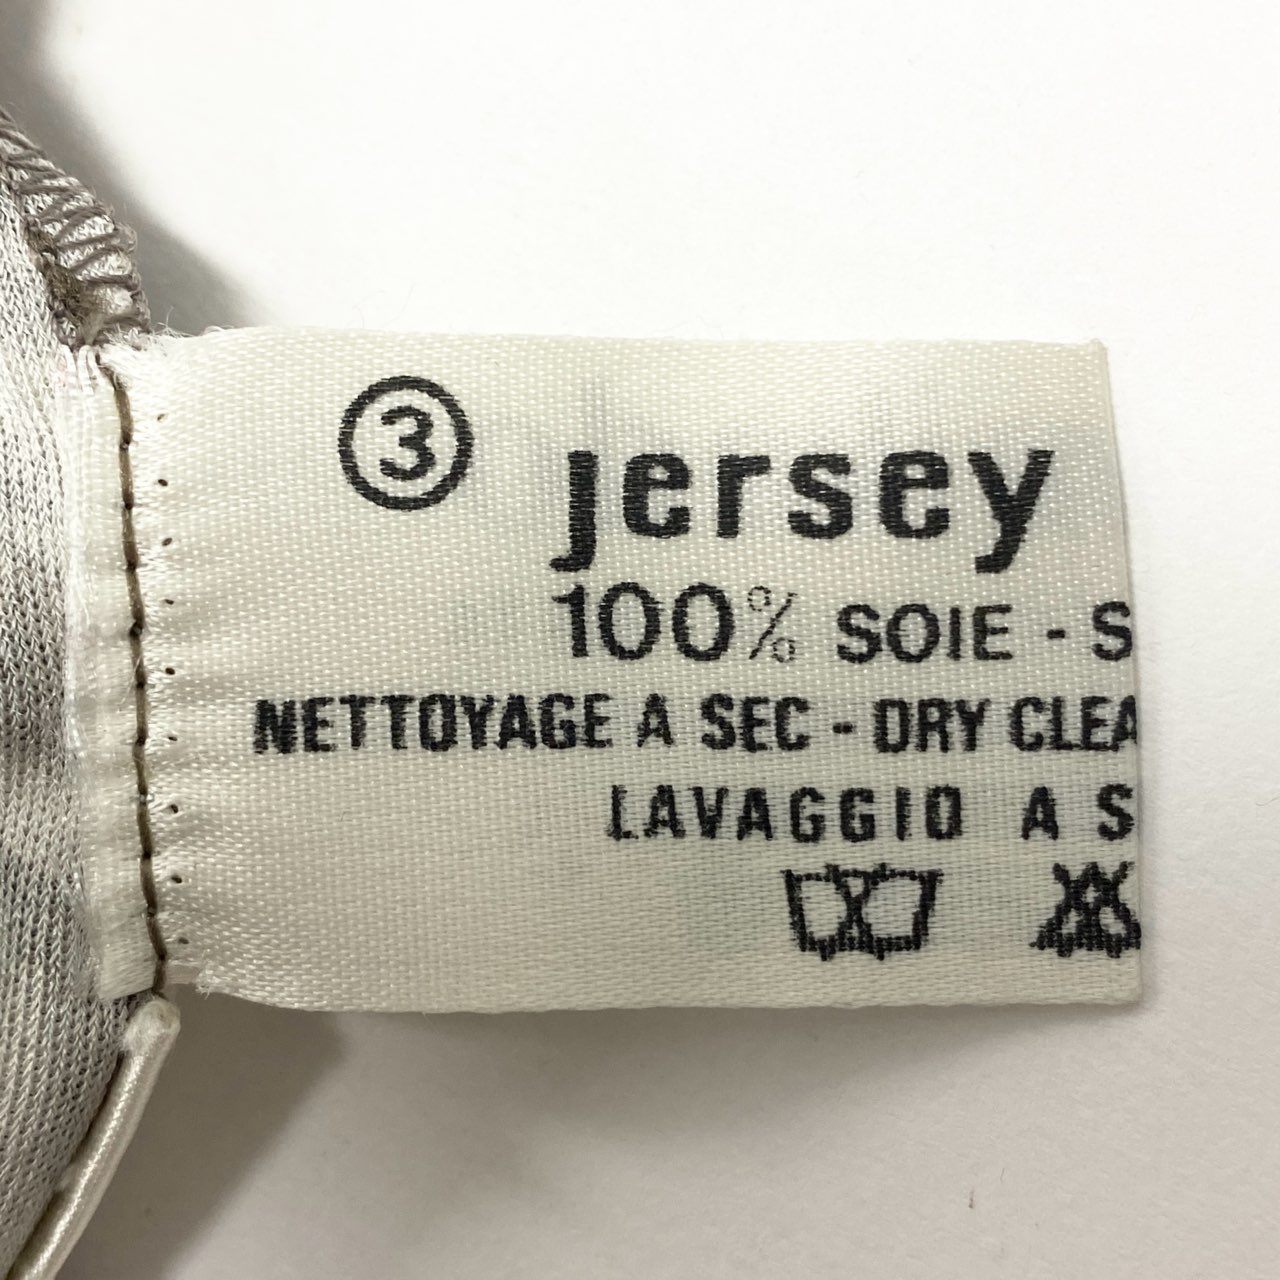 3
jersey
100% SOIE - S
NETTOYAGE A SEC - DRY CLEA
LAVAGGIO A S